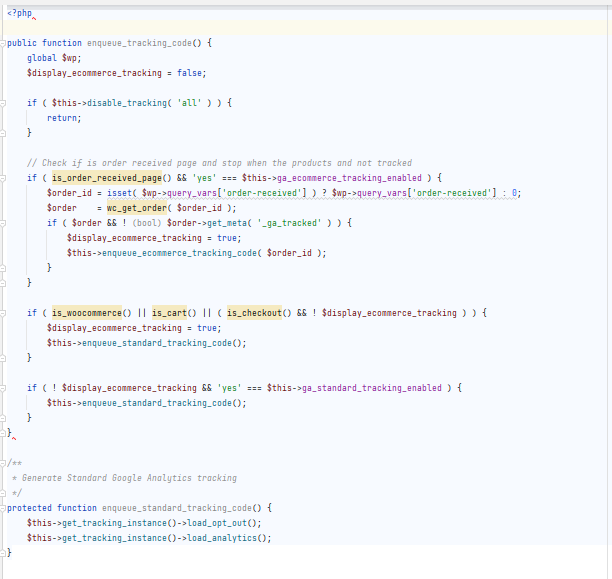 <?php
public function enqueue_tracking_code() {
    global $wp;
    $display_ecommerce_tracking = false;
    if ( $this->disable_tracking( 'all' ) ) {
        return;
    }
    // Check if is order received page and stop when the products and not tracked
    if ( is_order_received_page() && 'yes' === $this->ga_ecommerce_tracking_enabled ) {
        $order_id = isset( $wp->query_vars['order-received'] ) ? $wp->query_vars['order-received'] : 0;
        $order    = wc_get_order( $order_id );
        if ( $order && ! (bool) $order->get_meta( '_ga_tracked' ) ) {
            $display_ecommerce_tracking = true;
            $this->enqueue_ecommerce_tracking_code( $order_id );
        }
    }
    if ( is_woocommerce() || is_cart() || ( is_checkout() && ! $display_ecommerce_tracking ) ) {
        $display_ecommerce_tracking = true;
        $this->enqueue_standard_tracking_code();
    }
    if ( ! $display_ecommerce_tracking && 'yes' === $this->ga_standard_tracking_enabled ) {
        $this->enqueue_standard_tracking_code();
    }
}
/**
 * Generate Standard Google Analytics tracking
 */
protected function enqueue_standard_tracking_code() {
    $this->get_tracking_instance()->load_opt_out();
    $this->get_tracking_instance()->load_analytics();
}